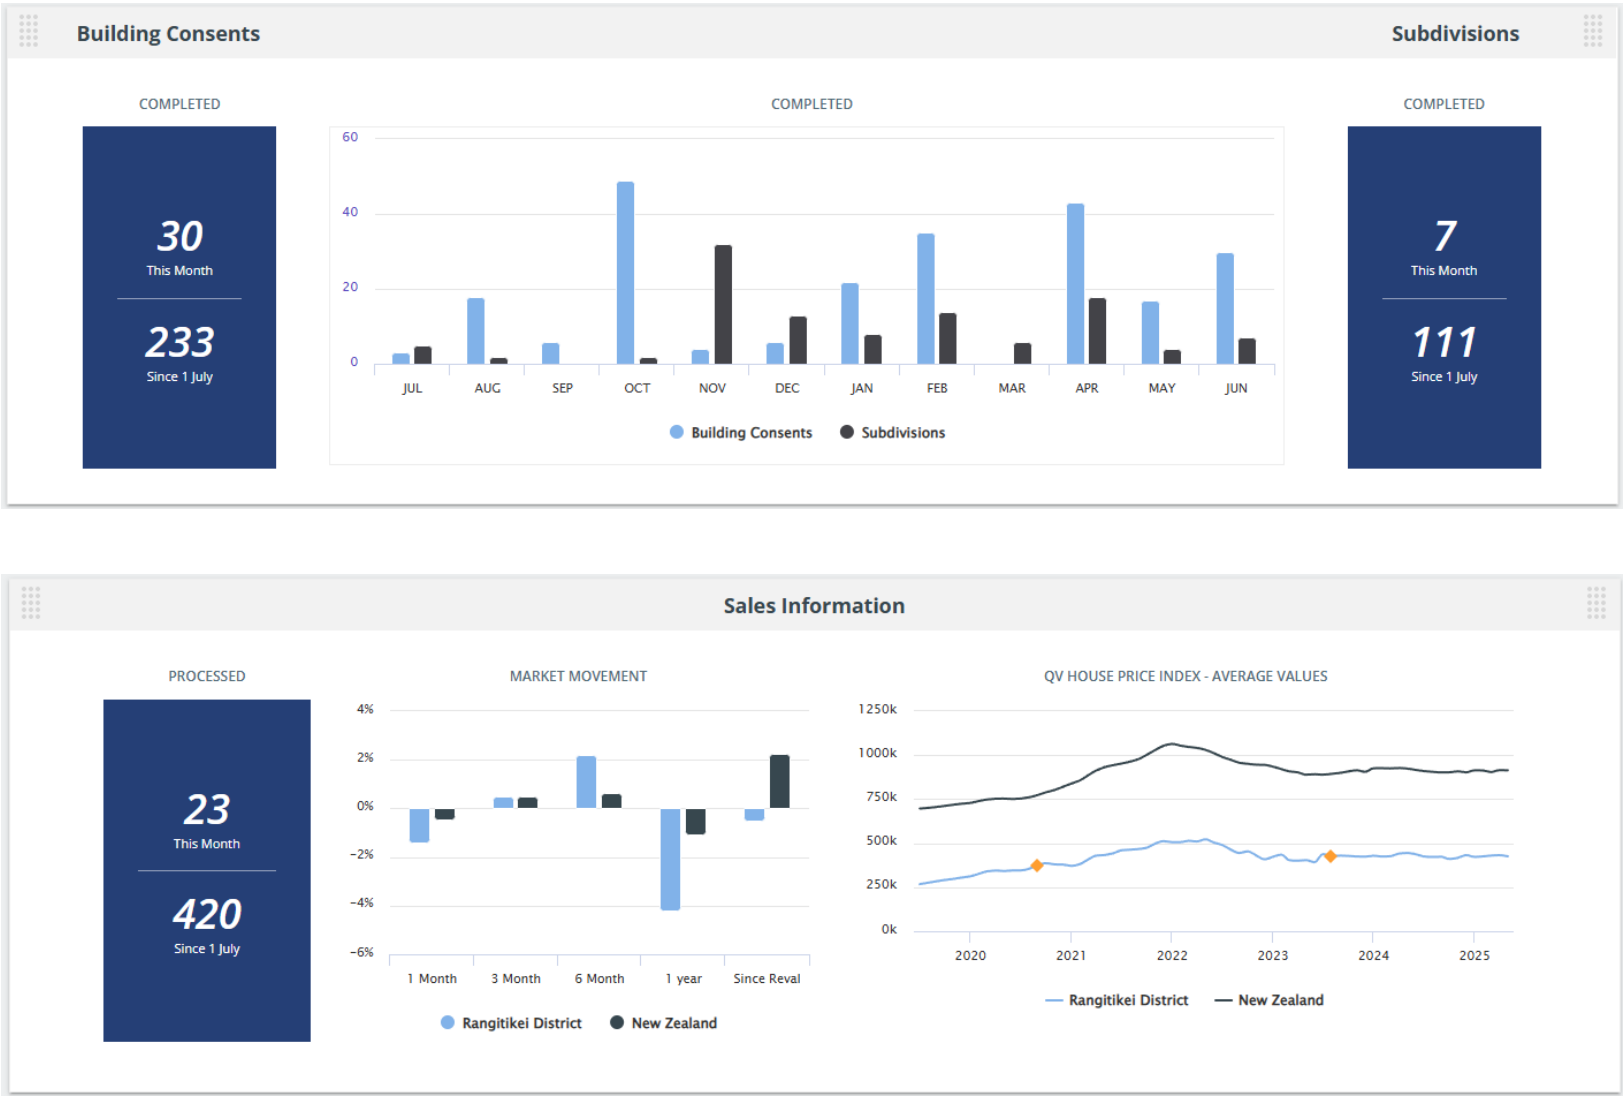 Building Consents
Subdivisions
COMPLETED
30
This Month
233
Since 1 July
COMPLETED
60
40
20
0
JUL AUG SEP OCT NOV DEC JAN FEB MAR APR MAY JUN
Building Consents Subdivisions
COMPLETED
7
This Month
111
Since 1 July
Sales Information
PROCESSED
23
This Month
420
Since 1 July
MARKET MOVEMENT
4%
2%
0%
−2%
−4%
−6%
1 Month 3 Month 6 Month 1 year Since Reval
Rangitikei District New Zealand
QV HOUSE PRICE INDEX - AVERAGE VALUES
1250k
1000k
750k
500k
250k
0k
2020 2021 2022 2023 2024 2025
Rangitikei District New Zealand